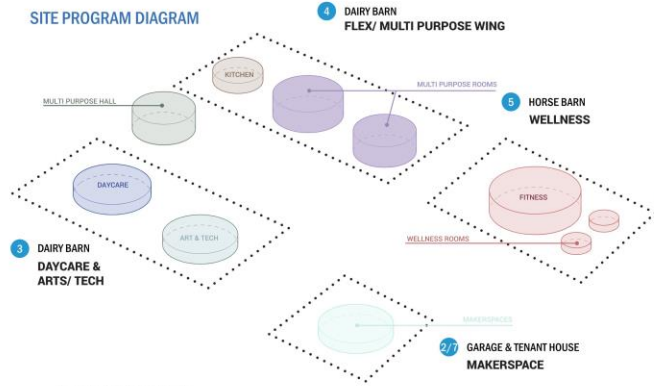 SITE PROGRAM DIAGRAM
4 DAIRY BARN
FLEX/ MULTI PURPOSE WING
KITCHEN
MULTI PURPOSE ROOMS
MULTI PURPOSE HALL
5 HORSE BARN
WELLNESS
DAYCARE
FITNESS
ART & TECH
WELLNESS ROOMS
3 DAIRY BARN
DAYCARE &
ARTS/ TECH
MAKERSPACES
2/7 GARAGE & TENANT HOUSE
MAKERSPACE